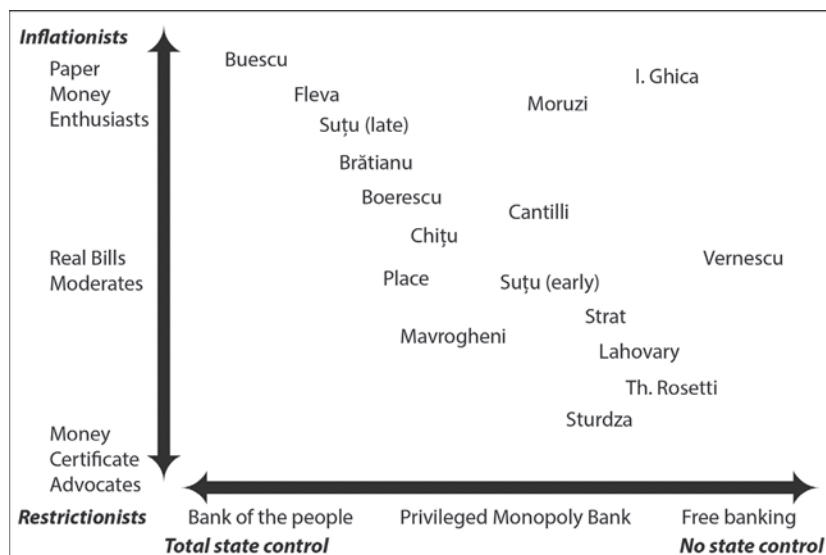 Inflationists
Paper
Money
Enthusiasts
Buescu
I. Ghica
Fleva
Moruzi
Suțu (late)
Brătianu
Boerescu
Cantilli
Chițu
Real Bills
Moderates
Vernescu
Place
Suțu (early)
Strat
Mavrogheni
Lahovary
Th. Rosetti
Sturdza
Money
Certificate
Advocates
Restrictionists
Bank of the people
Privileged Monopoly Bank
Free banking
Total state control
No state control